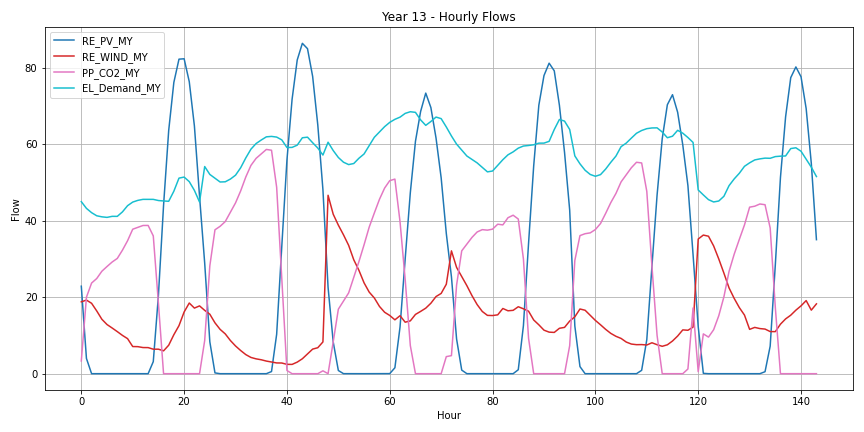 Year 13 - Hourly Flows
RE_PV_MY
RE_WIND_MY
PP_CO2_MY
EL_Demand_MY
Flow
80
60
40
20
0
0 20 40 60 80 100 120 140
Hour